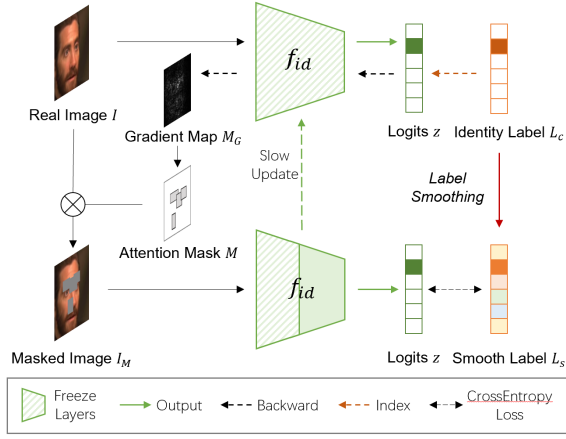 f_id
Real Image I
Gradient Map M_G
Logits z
Identity Label L_c
Slow
Update
Label
Smoothing
Attention Mask M
f_id
Masked Image I_M
Logits z
Smooth Label L_s
Freeze
Layers
Output
Backward
Index
CrossEntropy
Loss